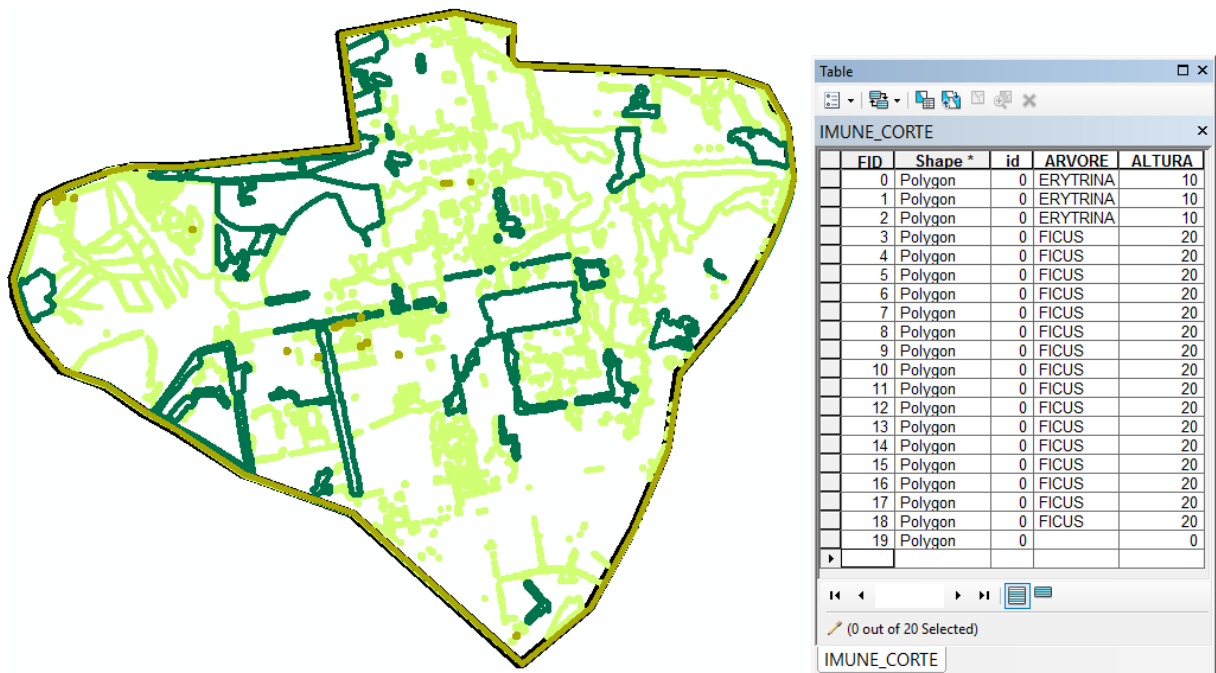 Table
IMUNE_CORTE
FID Shape * id ARVORE ALTURA
0 Polygon 0 ERYTRINA 10
1 Polygon 0 ERYTRINA 10
2 Polygon 0 ERYTRINA 10
3 Polygon 0 FICUS 20
4 Polygon 0 FICUS 20
5 Polygon 0 FICUS 20
6 Polygon 0 FICUS 20
7 Polygon 0 FICUS 20
8 Polygon 0 FICUS 20
9 Polygon 0 FICUS 20
10 Polygon 0 FICUS 20
11 Polygon 0 FICUS 20
12 Polygon 0 FICUS 20
13 Polygon 0 FICUS 20
14 Polygon 0 FICUS 20
15 Polygon 0 FICUS 20
16 Polygon 0 FICUS 20
17 Polygon 0 FICUS 20
18 Polygon 0 FICUS 20
19 Polygon 0 0
(0 out of 20 Selected)
IMUNE_CORTE